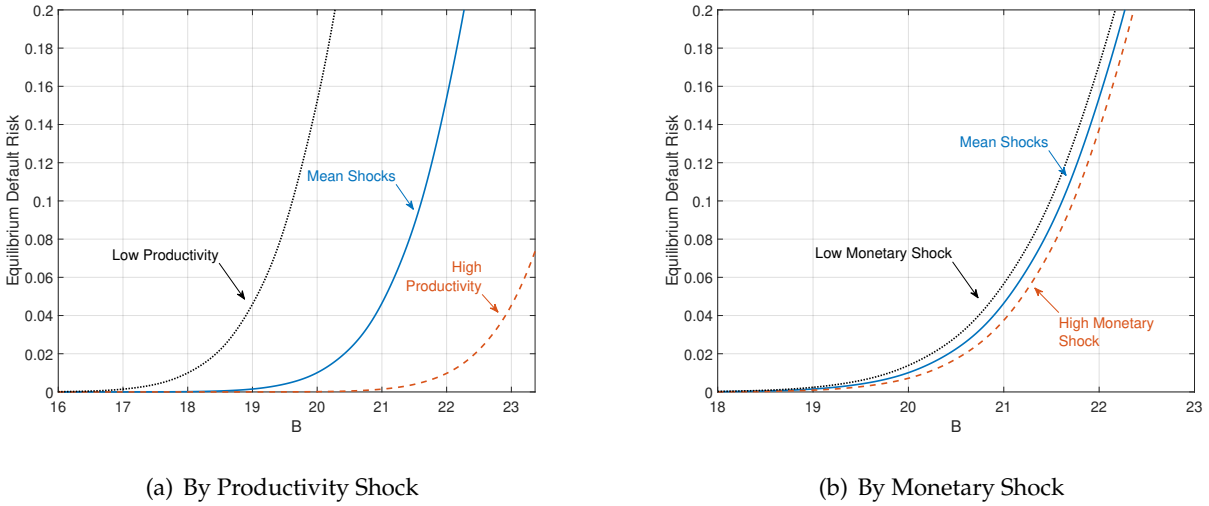 0.2
0.18
0.16
0.14
0.12
0.1
0.08
0.06
0.04
0.02
0
Equilibrium Default Risk
Mean Shocks
Low Productivity
High
Productivity
16 17 18 19 20 21 22 23
B
(a) By Productivity Shock
0.2
0.18
0.16
0.14
0.12
0.1
0.08
0.06
0.04
0.02
0
Equilibrium Default Risk
Mean Shocks
Low Monetary Shock
High Monetary
Shock
18 19 20 21 22 23
B
(b) By Monetary Shock